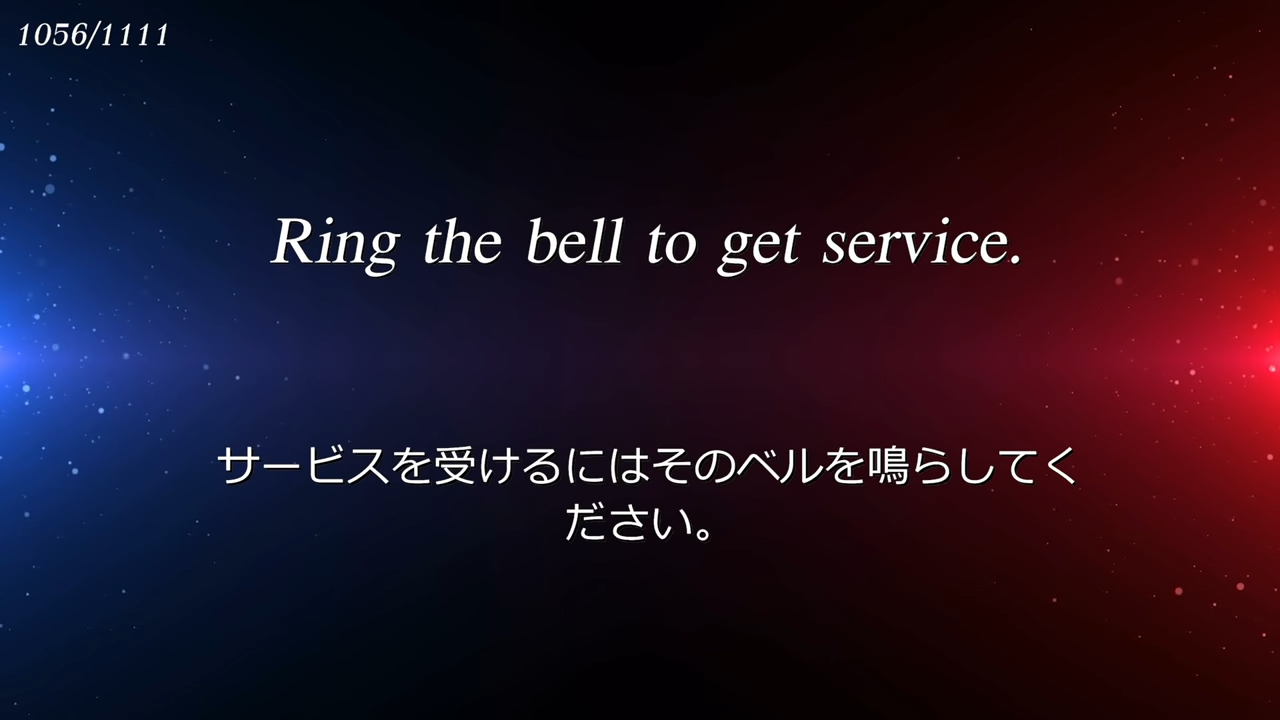 1056/1111
Ring the bell to get service.
サービスを受けるにはそのベルを鳴らしてく
ださい。